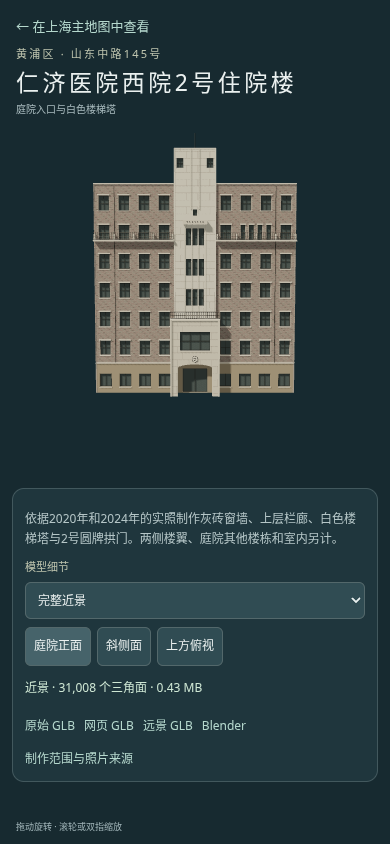 ← 在上海主地图中查看
黄浦区 · 山东中路145号
仁济医院西院2号住院楼
庭院入口与白色楼梯塔
依据2020年和2024年的实照制作灰砖窗墙、上层栏廊、白色楼
梯塔与2号圆牌拱门。两侧楼翼、庭院其他楼栋和室内另计。
模型细节
完整近景
庭院正面 斜侧面 上方俯视
近景 · 31,008 个三角面 · 0.43 MB
原始 GLB 网页 GLB 远景 GLB Blender
制作范围与照片来源
拖动旋转 · 滚轮或双指缩放